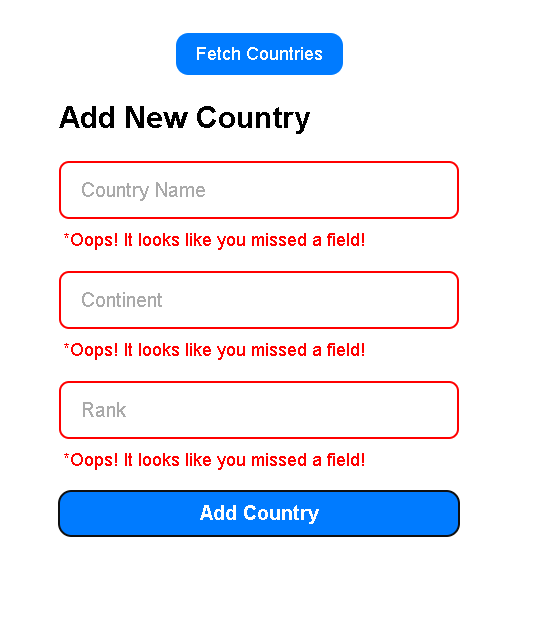 Fetch Countries
Add New Country
Country Name
*Oops! It looks like you missed a field!
Continent
*Oops! It looks like you missed a field!
Rank
*Oops! It looks like you missed a field!
Add Country